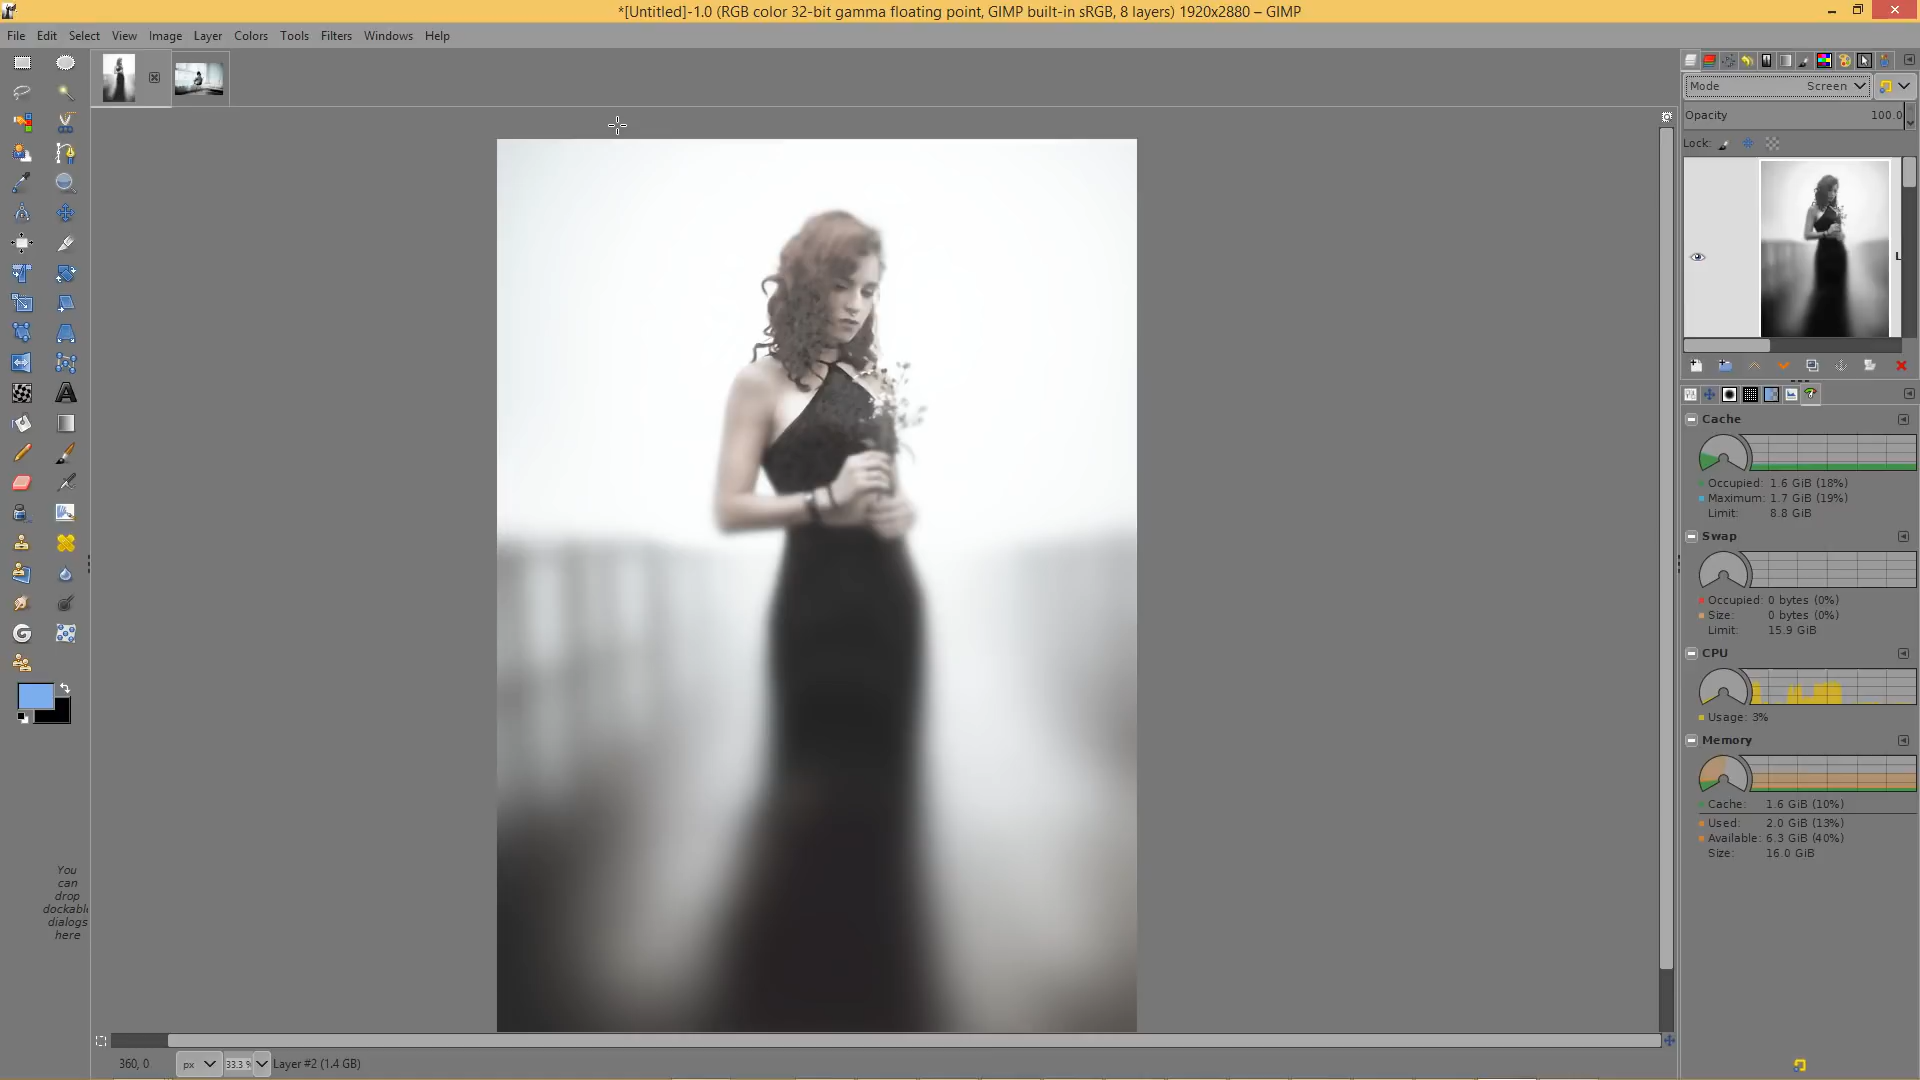 *[Untitled]-1.0 (RGB color 32-bit gamma floating point, GIMP built-in sRGB, 8 layers) 1920x2880 – GIMP
File Edit Select View Image Layer Colors Tools Filters Windows Help
Mode Screen
Opacity 100.0
Lock:
L
Cache
Occupied: 1.6 GiB (18%)
Maximum: 1.7 GiB (19%)
Limit: 8.8 GiB
Swap
Occupied: 0 bytes (0%)
Size: 0 bytes (0%)
Limit: 15.9 GiB
CPU
Usage: 3%
Memory
Cache: 1.6 GiB (10%)
Used: 2.0 GiB (13%)
Available: 6.3 GiB (40%)
Size: 16.0 GiB
You
can
drop
dockabl
dialogs
here
360, 0 px 33.3 % Layer #2 (1.4 GB)